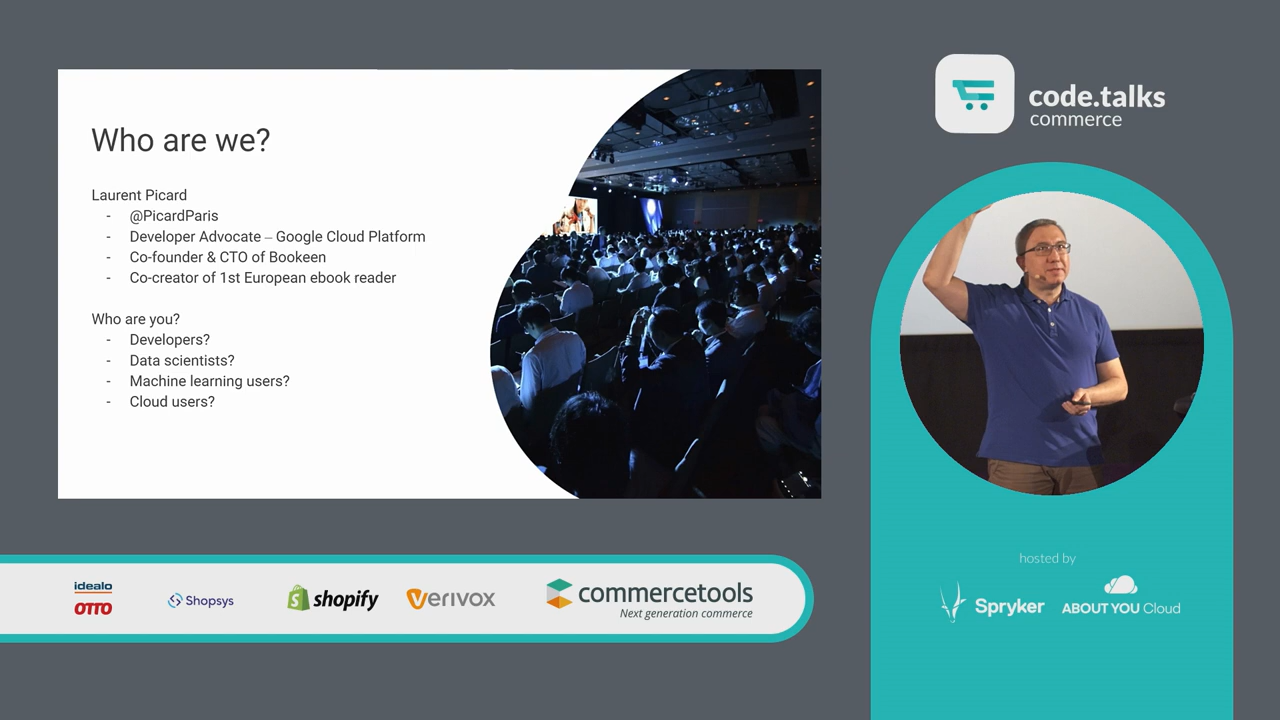 Who are we?
Laurent Picard
- @PicardParis
- Developer Advocate – Google Cloud Platform
- Co-founder & CTO of Bookeen
- Co-creator of 1st European ebook reader
Who are you?
- Developers?
- Data scientists?
- Machine learning users?
- Cloud users?
code.talks
commerce
hosted by
Spryker
ABOUT YOU Cloud
idealo
OTTO
Shopsys
shopify
Verivox
commercetools
Next generation commerce